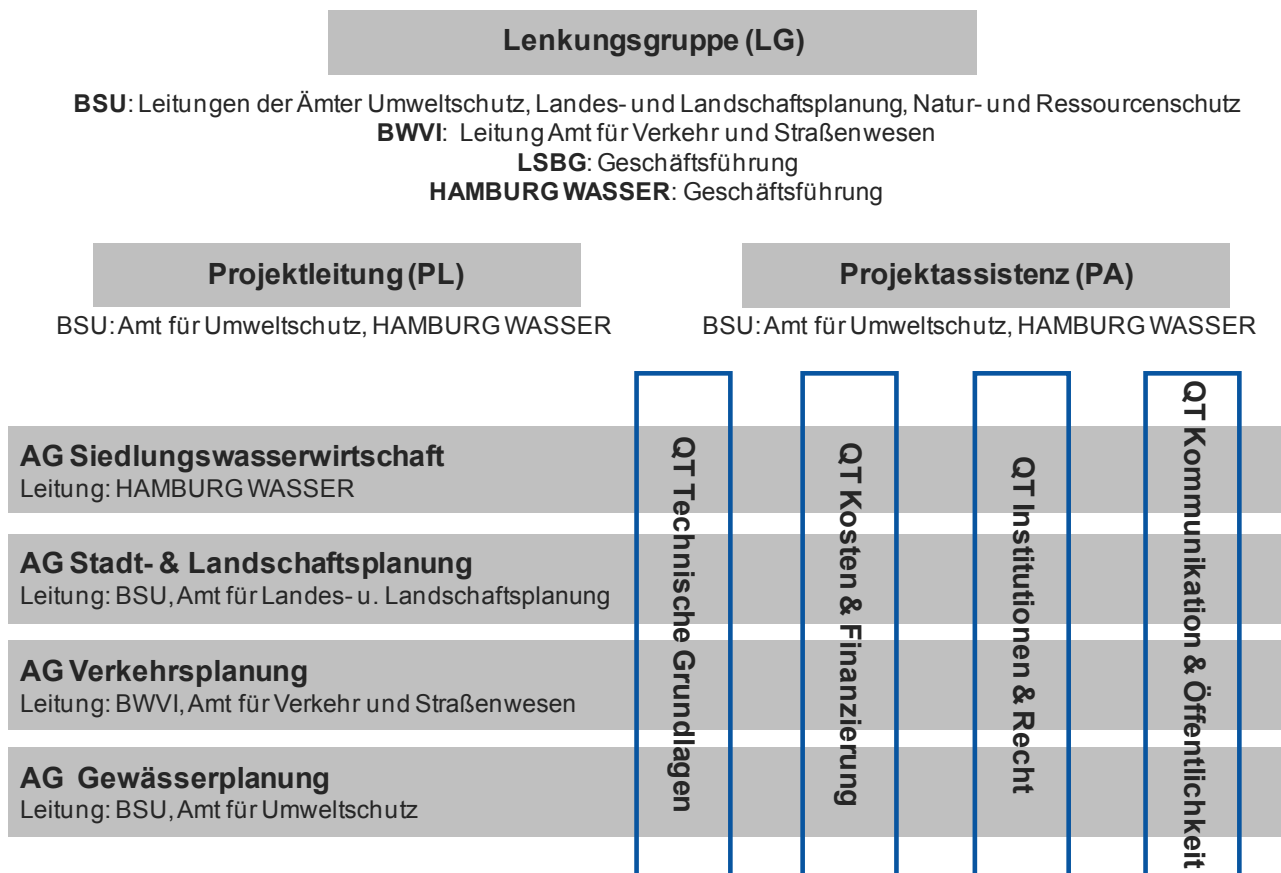 Lenkungsgruppe (LG)
BSU: Leitungen der Ämter Umweltschutz, Landes- und Landschaftsplanung, Natur- und Ressourcenschutz
BWVI: Leitung Amt für Verkehr und Straßenwesen
LSBG: Geschäftsführung
HAMBURG WASSER: Geschäftsführung
Projektleitung (PL)
BSU: Amt für Umweltschutz, HAMBURG WASSER
Projektassistenz (PA)
BSU: Amt für Umweltschutz, HAMBURG WASSER
AG Siedlungswasserwirtschaft
Leitung: HAMBURG WASSER
AG Stadt- & Landschaftsplanung
Leitung: BSU, Amt für Landes- u. Landschaftsplanung
AG Verkehrsplanung
Leitung: BWVI, Amt für Verkehr und Straßenwesen
AG Gewässerplanung
Leitung: BSU, Amt für Umweltschutz
QT Technische Grundlagen
QT Kosten & Finanzierung
QT Institutionen & Recht
QT Kommunikation & Öffentlichkeit